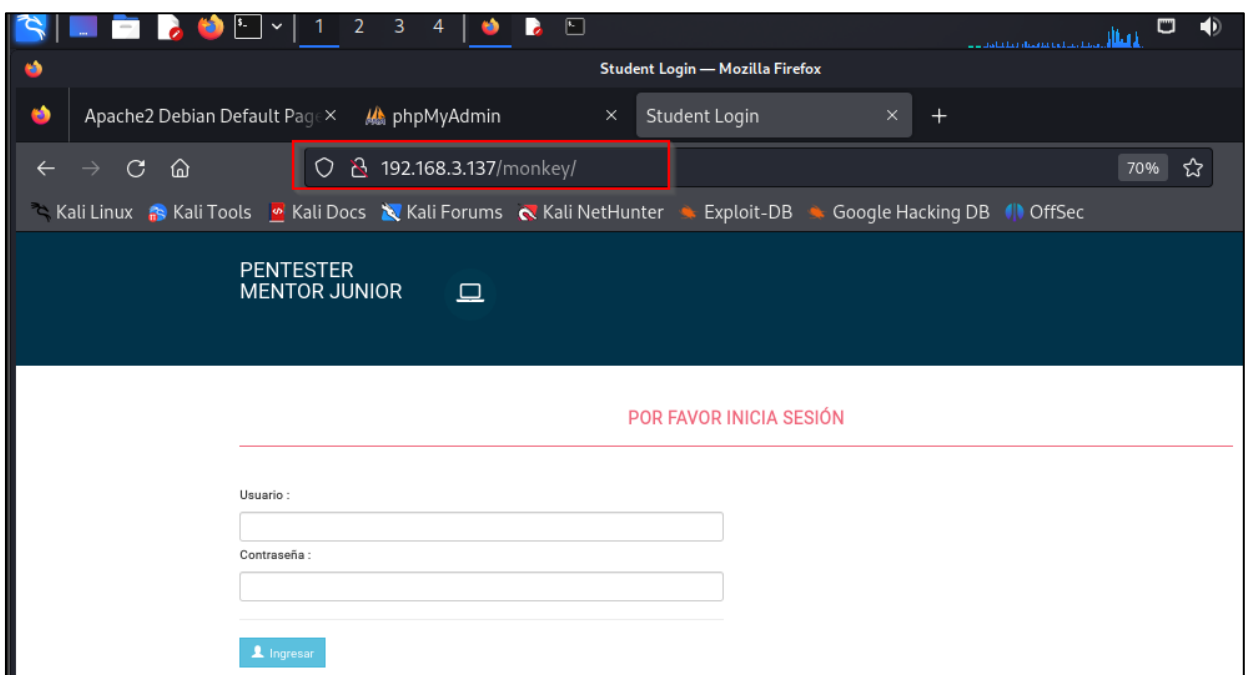 1 2 3 4
Student Login — Mozilla Firefox
Apache2 Debian Default Pag
phpMyAdmin
Student Login
192.168.3.137/monkey/
70%
Kali Linux Kali Tools Kali Docs Kali Forums Kali NetHunter Exploit-DB Google Hacking DB OffSec
PENTESTER
MENTOR JUNIOR
POR FAVOR INICIA SESIÓN
Usuario :
Contraseña :
Ingresar